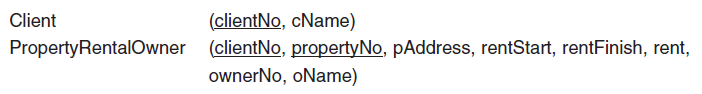 Client (clientNo, cName)
PropertyRentalOwner (clientNo, propertyNo, pAddress, rentStart, rentFinish, rent,
ownerNo, oName)